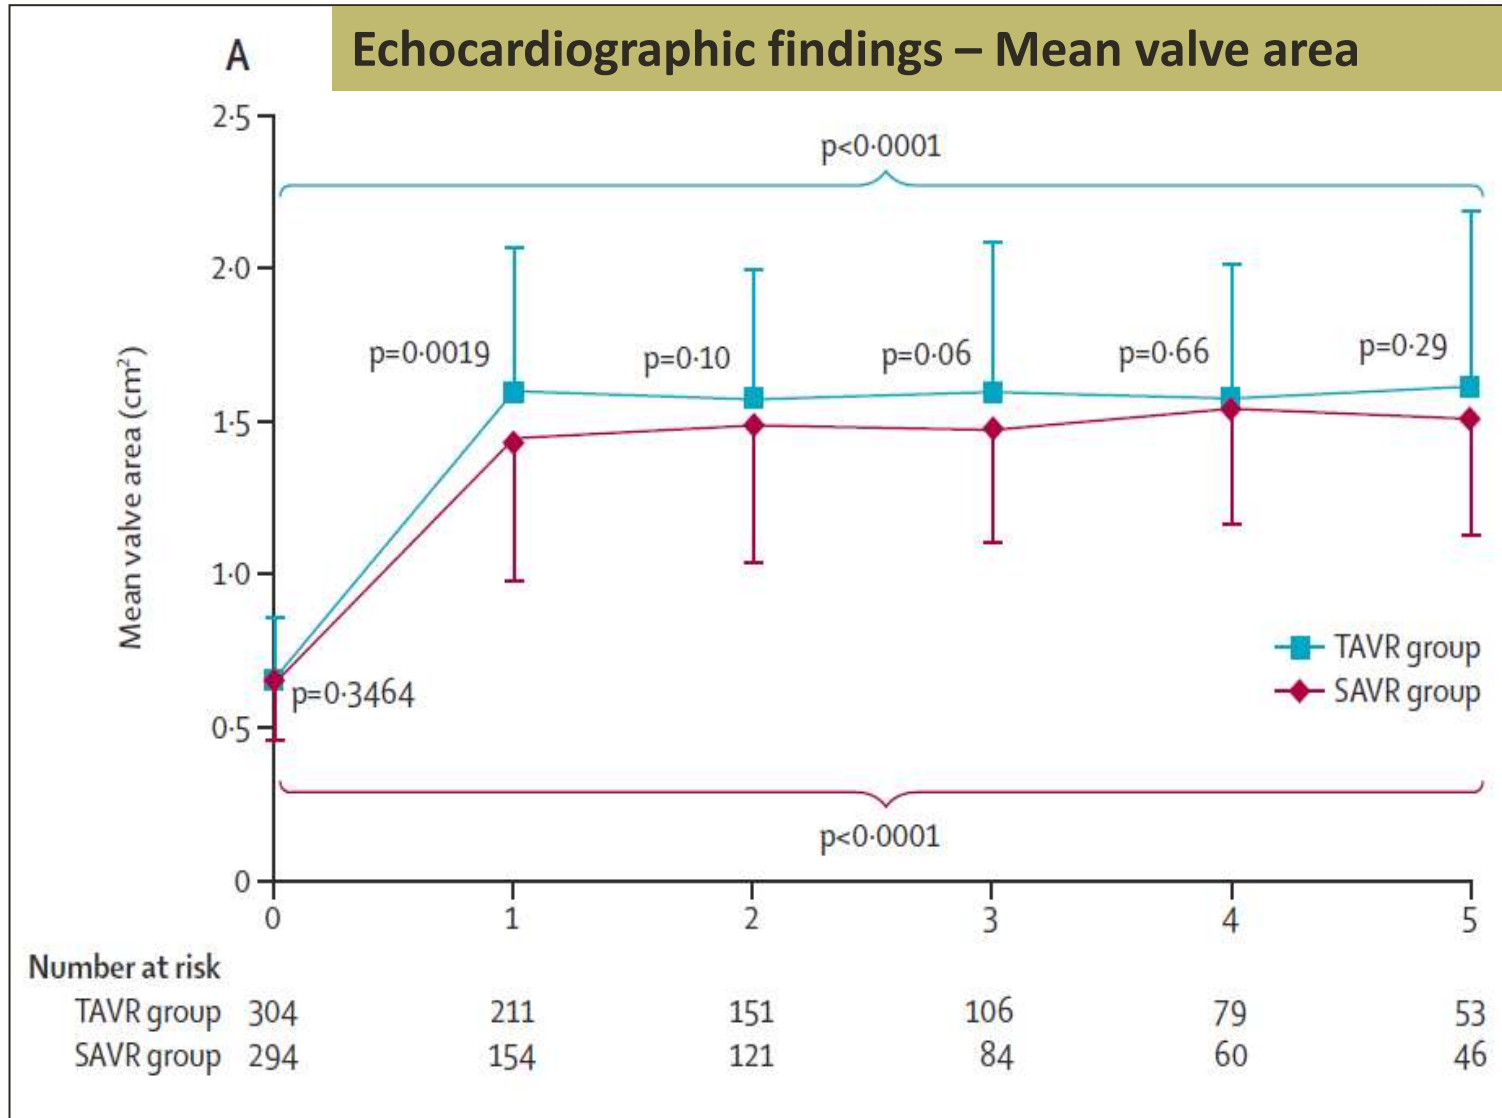 A
Echocardiographic findings – Mean valve area
2·5
p<0·0001
2·0
p=0·0019
p=0·10
p=0·06
p=0·66
p=0·29
1·5
Mean valve area (cm²)
1·0
TAVR group
SAVR group
p=0·3464
0·5
p<0·0001
0
0 1 2 3 4 5
Number at risk
TAVR group 304 211 151 106 79 53
SAVR group 294 154 121 84 60 46